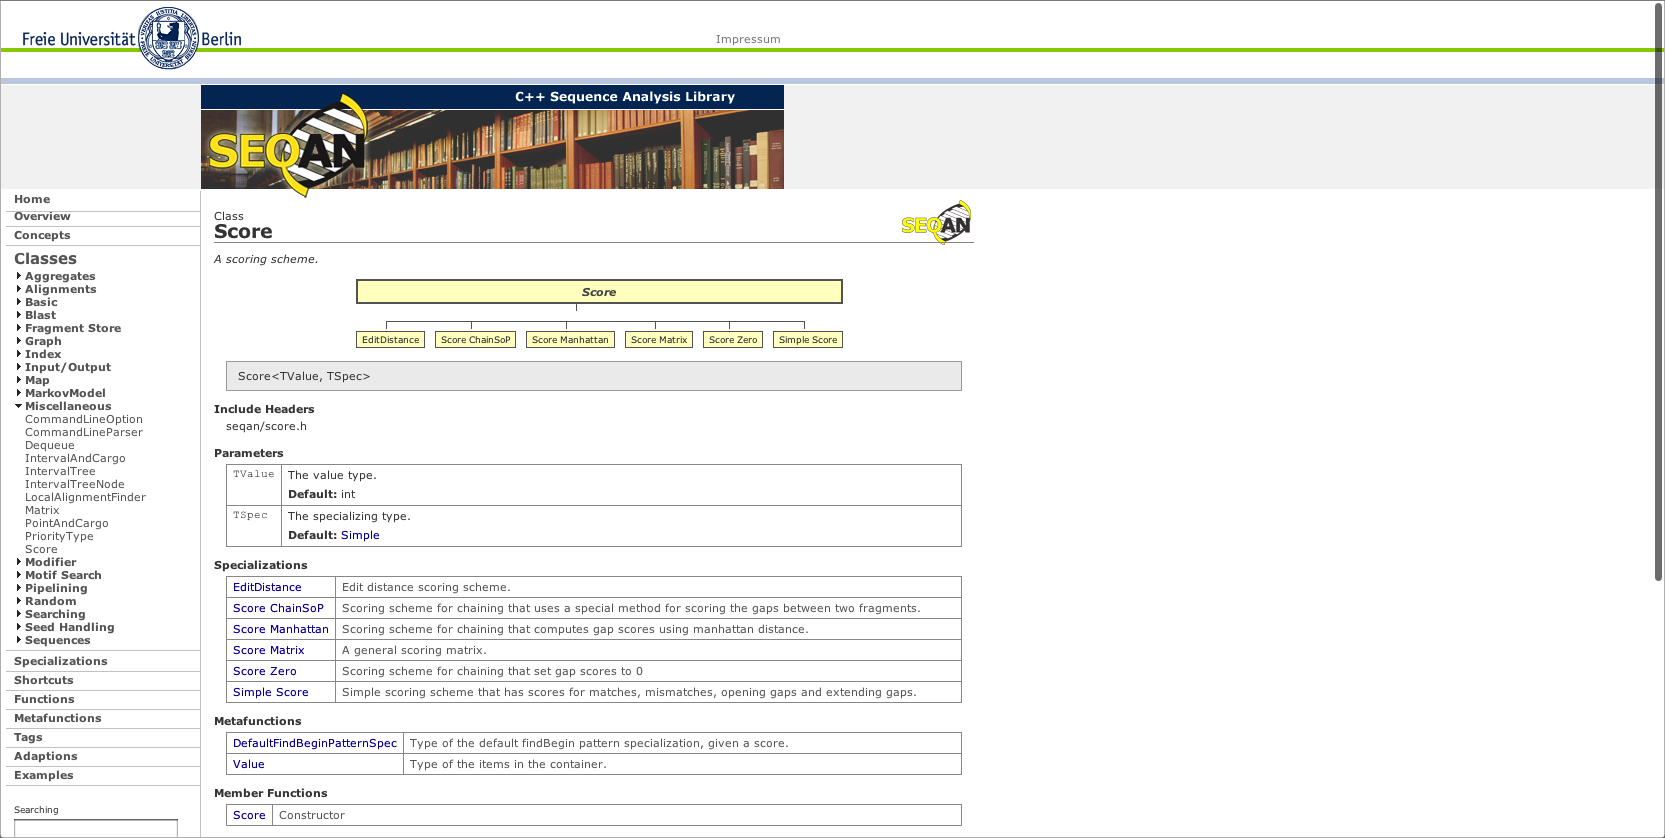 Freie Universität Berlin
Impressum
C++ Sequence Analysis Library
SEQAN
Home
Overview
Concepts
Classes
Aggregates
Alignments
Basic
Blast
Fragment Store
Graph
Index
Input/Output
Map
MarkovModel
Miscellaneous
CommandLineOption
CommandLineParser
Dequeue
IntervalAndCargo
IntervalTree
IntervalTreeNode
LocalAlignmentFinder
Matrix
PointAndCargo
PriorityType
Score
Modifier
Motif Search
Pipelining
Random
Searching
Seed Handling
Sequences
Specializations
Shortcuts
Functions
Metafunctions
Tags
Adaptions
Examples
Searching
Class
Score
SEQAN
A scoring scheme.
Score
EditDistance Score ChainSoP Score Manhattan Score Matrix Score Zero Simple Score
Score<TValue, TSpec>
Include Headers
seqan/score.h
Parameters
TValue The value type.
Default: int
TSpec The specializing type.
Default: Simple
Specializations
EditDistance Edit distance scoring scheme.
Score ChainSoP Scoring scheme for chaining that uses a special method for scoring the gaps between two fragments.
Score Manhattan Scoring scheme for chaining that computes gap scores using manhattan distance.
Score Matrix A general scoring matrix.
Score Zero Scoring scheme for chaining that set gap scores to 0
Simple Score Simple scoring scheme that has scores for matches, mismatches, opening gaps and extending gaps.
Metafunctions
DefaultFindBeginPatternSpec Type of the default findBegin pattern specialization, given a score.
Value Type of the items in the container.
Member Functions
Score Constructor